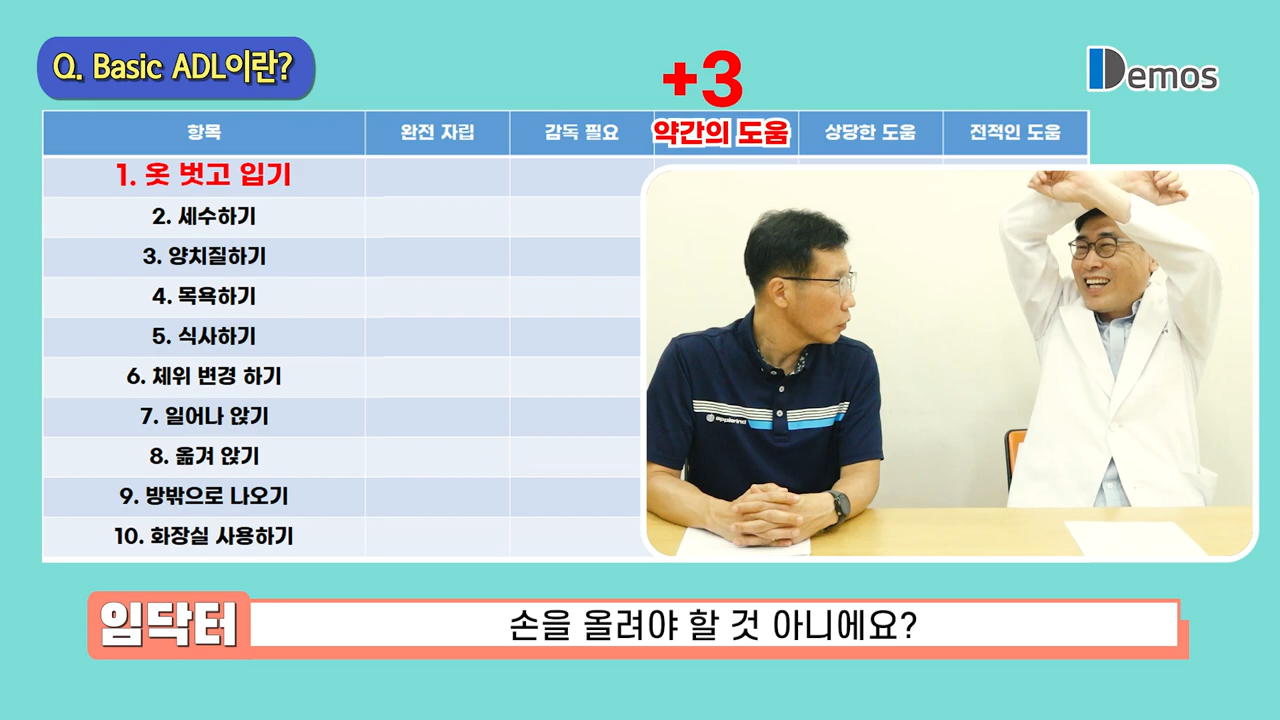 Q. Basic ADL이란?
Demos
+3
항목 완전 자립 감독 필요 약간의 도움 상당한 도움 전적인 도움
1. 옷 벗고 입기
2. 세수하기
3. 양치질하기
4. 목욕하기
5. 식사하기
6. 체위 변경 하기
7. 일어나 앉기
8. 옮겨 앉기
9. 방밖으로 나오기
10. 화장실 사용하기
임닥터 손을 올려야 할 것 아니에요?